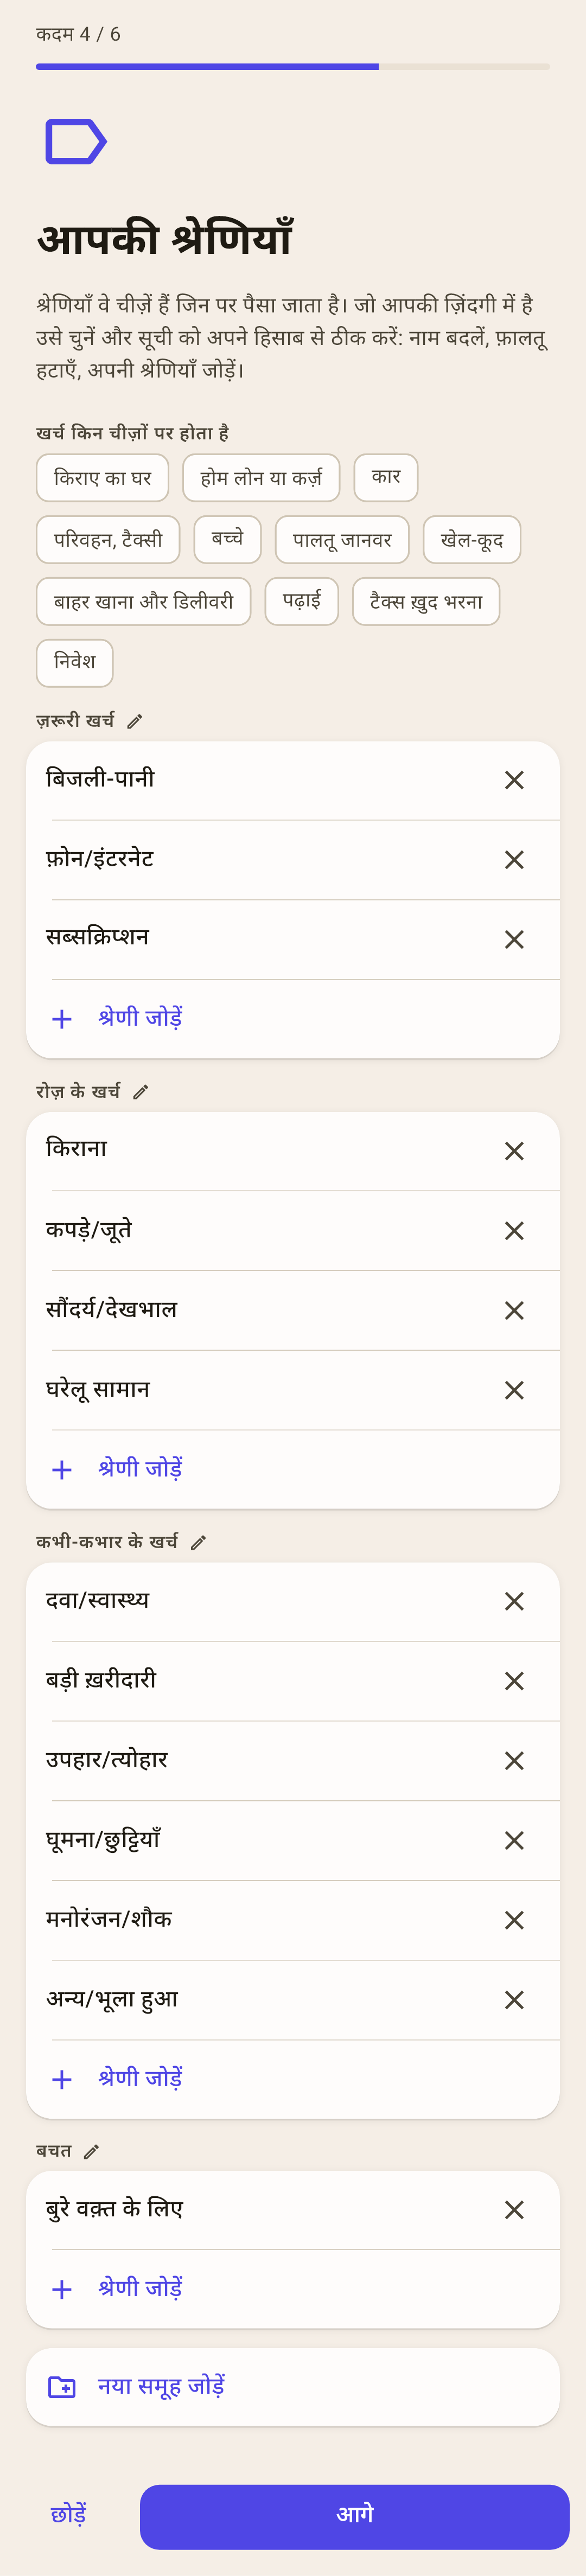 कदम 4 / 6
आपकी श्रेणियाँ
श्रेणियाँ वे चीज़ें हैं जिन पर पैसा जाता है। जो आपकी ज़िंदगी में है
उसे चुनें और सूची को अपने हिसाब से ठीक करें: नाम बदलें, फ़ालतू
हटाएँ, अपनी श्रेणियाँ जोड़ें।
खर्च किन चीज़ों पर होता है
किराए का घर होम लोन या कर्ज़ कार
परिवहन, टैक्सी बच्चे पालतू जानवर खेल-कूद
बाहर खाना और डिलीवरी पढ़ाई टैक्स ख़ुद भरना
निवेश
ज़रूरी खर्च
बिजली-पानी
फ़ोन/इंटरनेट
सब्सक्रिप्शन
श्रेणी जोड़ें
रोज़ के खर्च
किराना
कपड़े/जूते
सौंदर्य/देखभाल
घरेलू सामान
श्रेणी जोड़ें
कभी-कभार के खर्च
दवा/स्वास्थ्य
बड़ी ख़रीदारी
उपहार/त्योहार
घूमना/छुट्टियाँ
मनोरंजन/शौक
अन्य/भूला हुआ
श्रेणी जोड़ें
बचत
बुरे वक़्त के लिए
श्रेणी जोड़ें
नया समूह जोड़ें
छोड़ें आगे